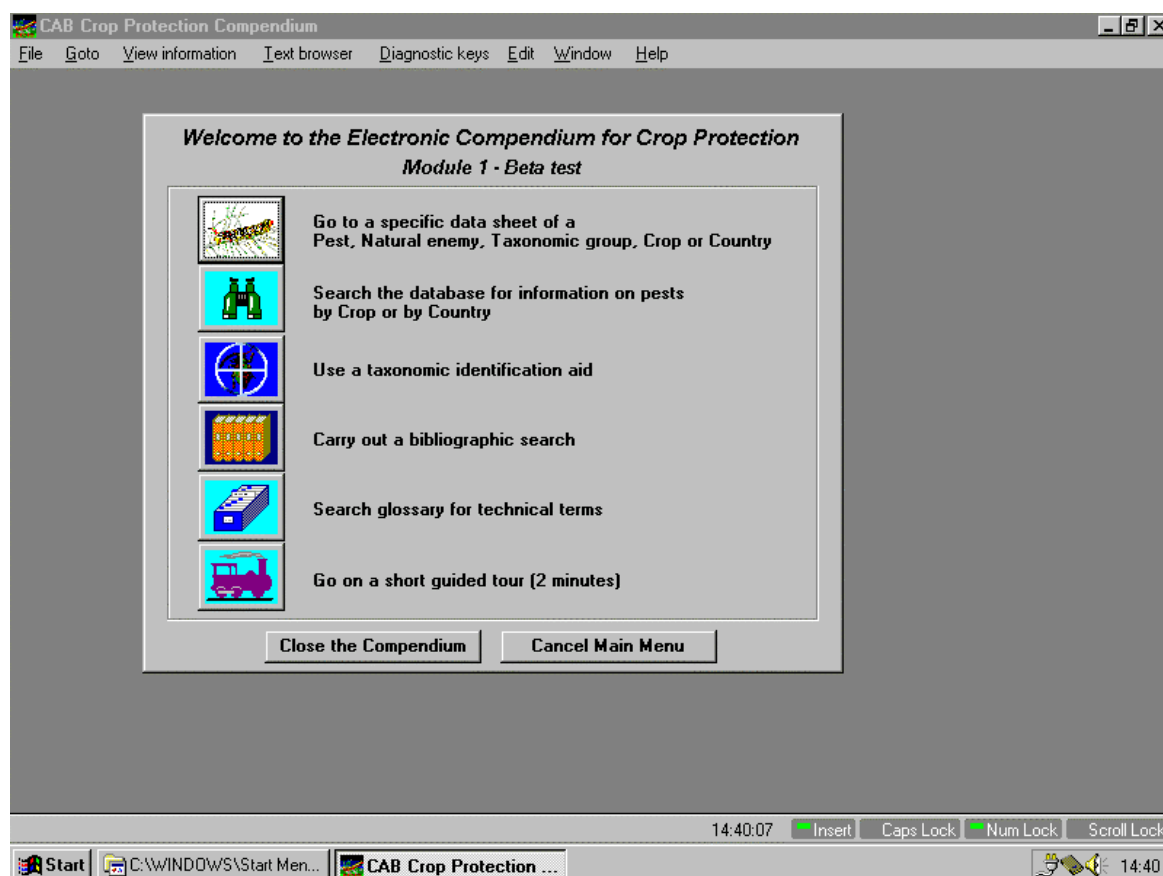 CAB Crop Protection Compendium
File Goto View information Text browser Diagnostic keys Edit Window Help
Welcome to the Electronic Compendium for Crop Protection
Module 1 - Beta test
Go to a specific data sheet of a
Pest, Natural enemy, Taxonomic group, Crop or Country
Search the database for information on pests
by Crop or by Country
Use a taxonomic identification aid
Carry out a bibliographic search
Search glossary for technical terms
Go on a short guided tour (2 minutes)
Close the Compendium Cancel Main Menu
14:40:07 Insert Caps Lock Num Lock Scroll Lock
Start C:\WINDOWS\Start Men... CAB Crop Protection ... 14:40